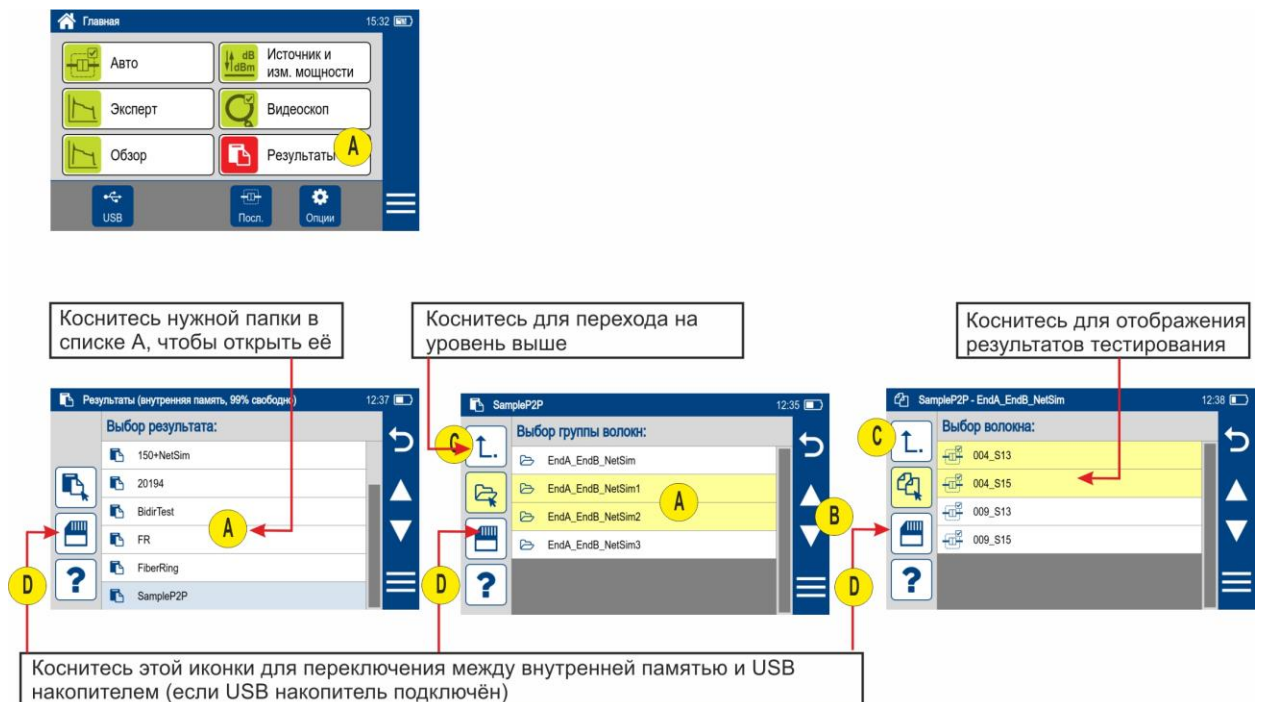 Главная 15:32
Авто
Источник и
изм. мощности
dB
dBm
Эксперт
Видеоскоп
Обзор
Результаты
A
USB
Посл.
Опции
Коснитесь нужной папки в
списке А, чтобы открыть её
Коснитесь для перехода на
уровень выше
Коснитесь для отображения
результатов тестирования
Результаты (внутренняя память, 99% свободно) 12:37
Выбор результата:
150+NetSim
20194
BidirTest
A
FR
FiberRing
SampleP2P
?
D
SampleP2P 12:35
Выбор группы волокн:
C
EndA_EndB_NetSim
EndA_EndB_NetSim1
A
EndA_EndB_NetSim2
B
EndA_EndB_NetSim3
?
D
SampleP2P - EndA_EndB_NetSim 12:38
Выбор волокна:
C
004_S13
004_S15
009_S13
009_S15
?
D
Коснитесь этой иконки для переключения между внутренней памятью и USB
накопителем (если USB накопитель подключён)